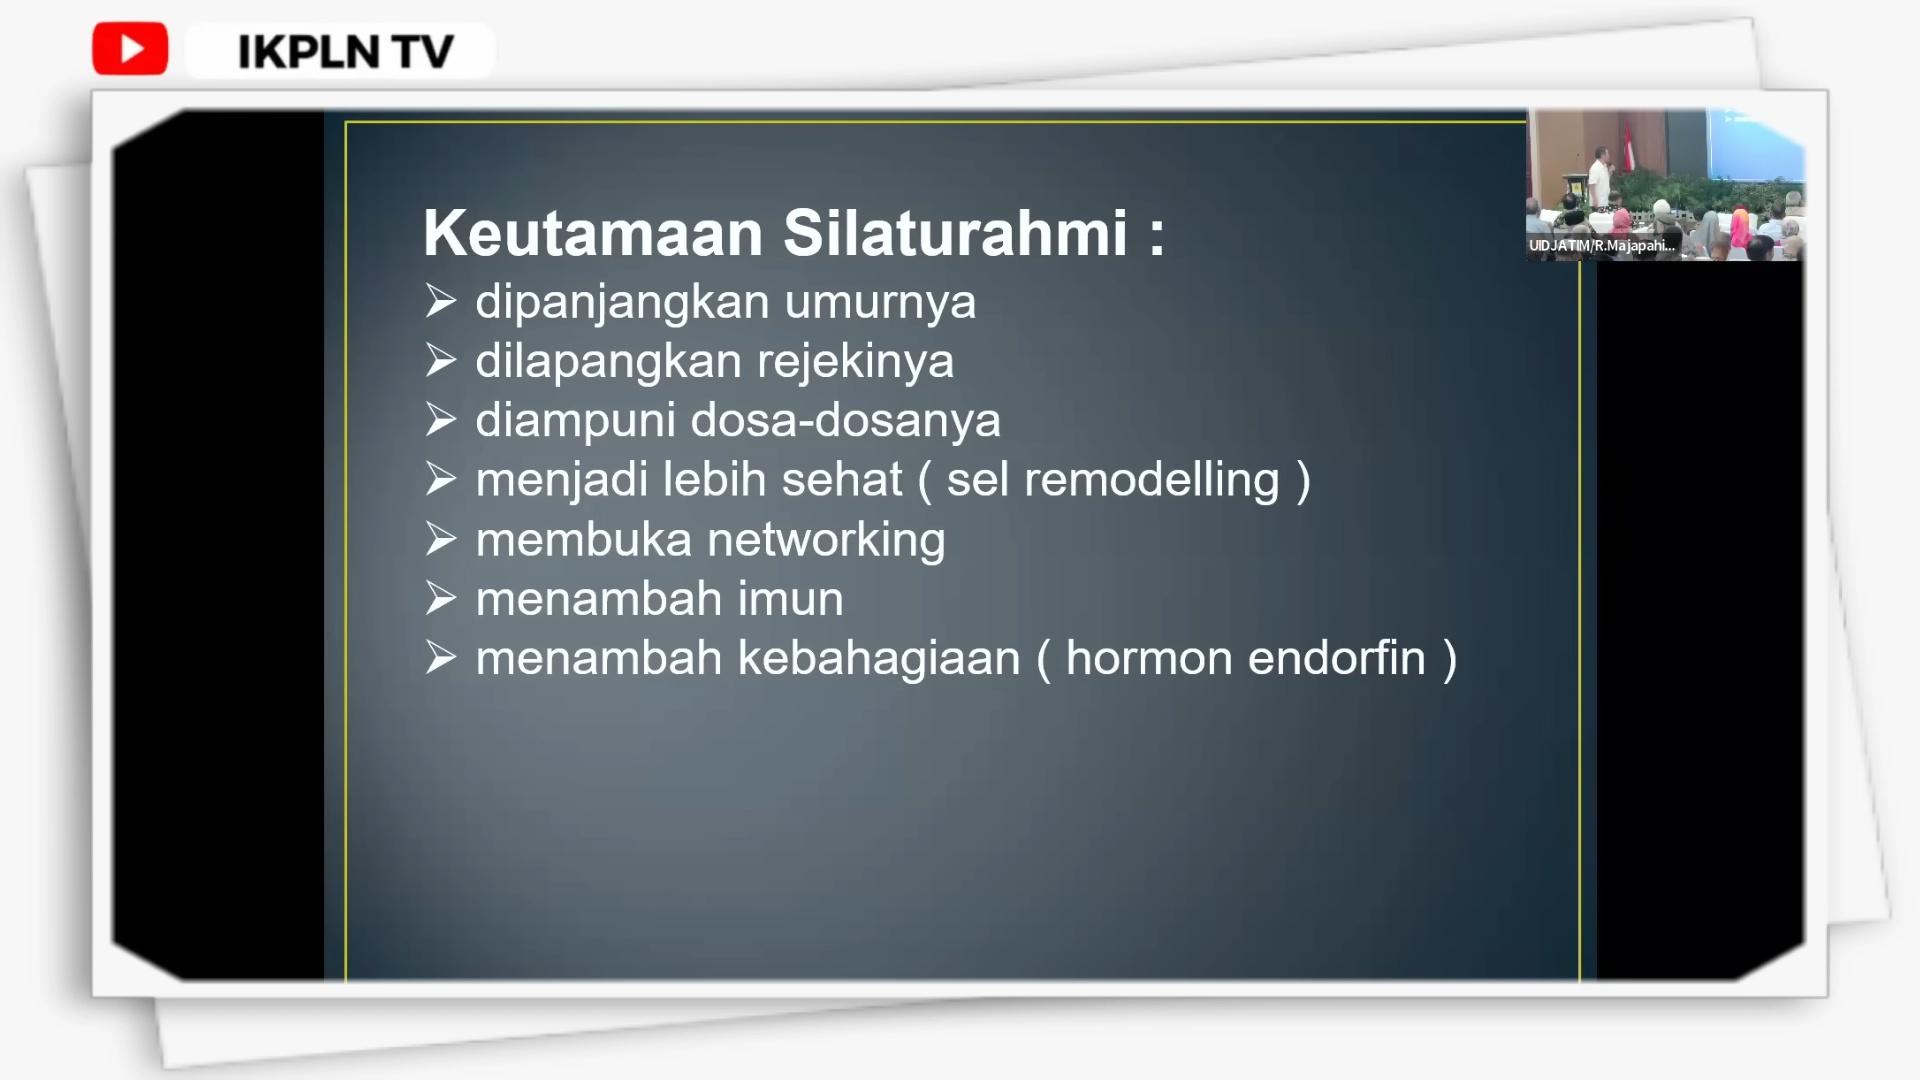 IKPLN TV
Keutamaan Silaturahmi :
➢ dipanjangkan umurnya
➢ dilapangkan rejekinya
➢ diampuni dosa-dosanya
➢ menjadi lebih sehat ( sel remodelling )
➢ membuka networking
➢ menambah imun
➢ menambah kebahagiaan ( hormon endorfin )
UIDJATIM/R.Majapahi...